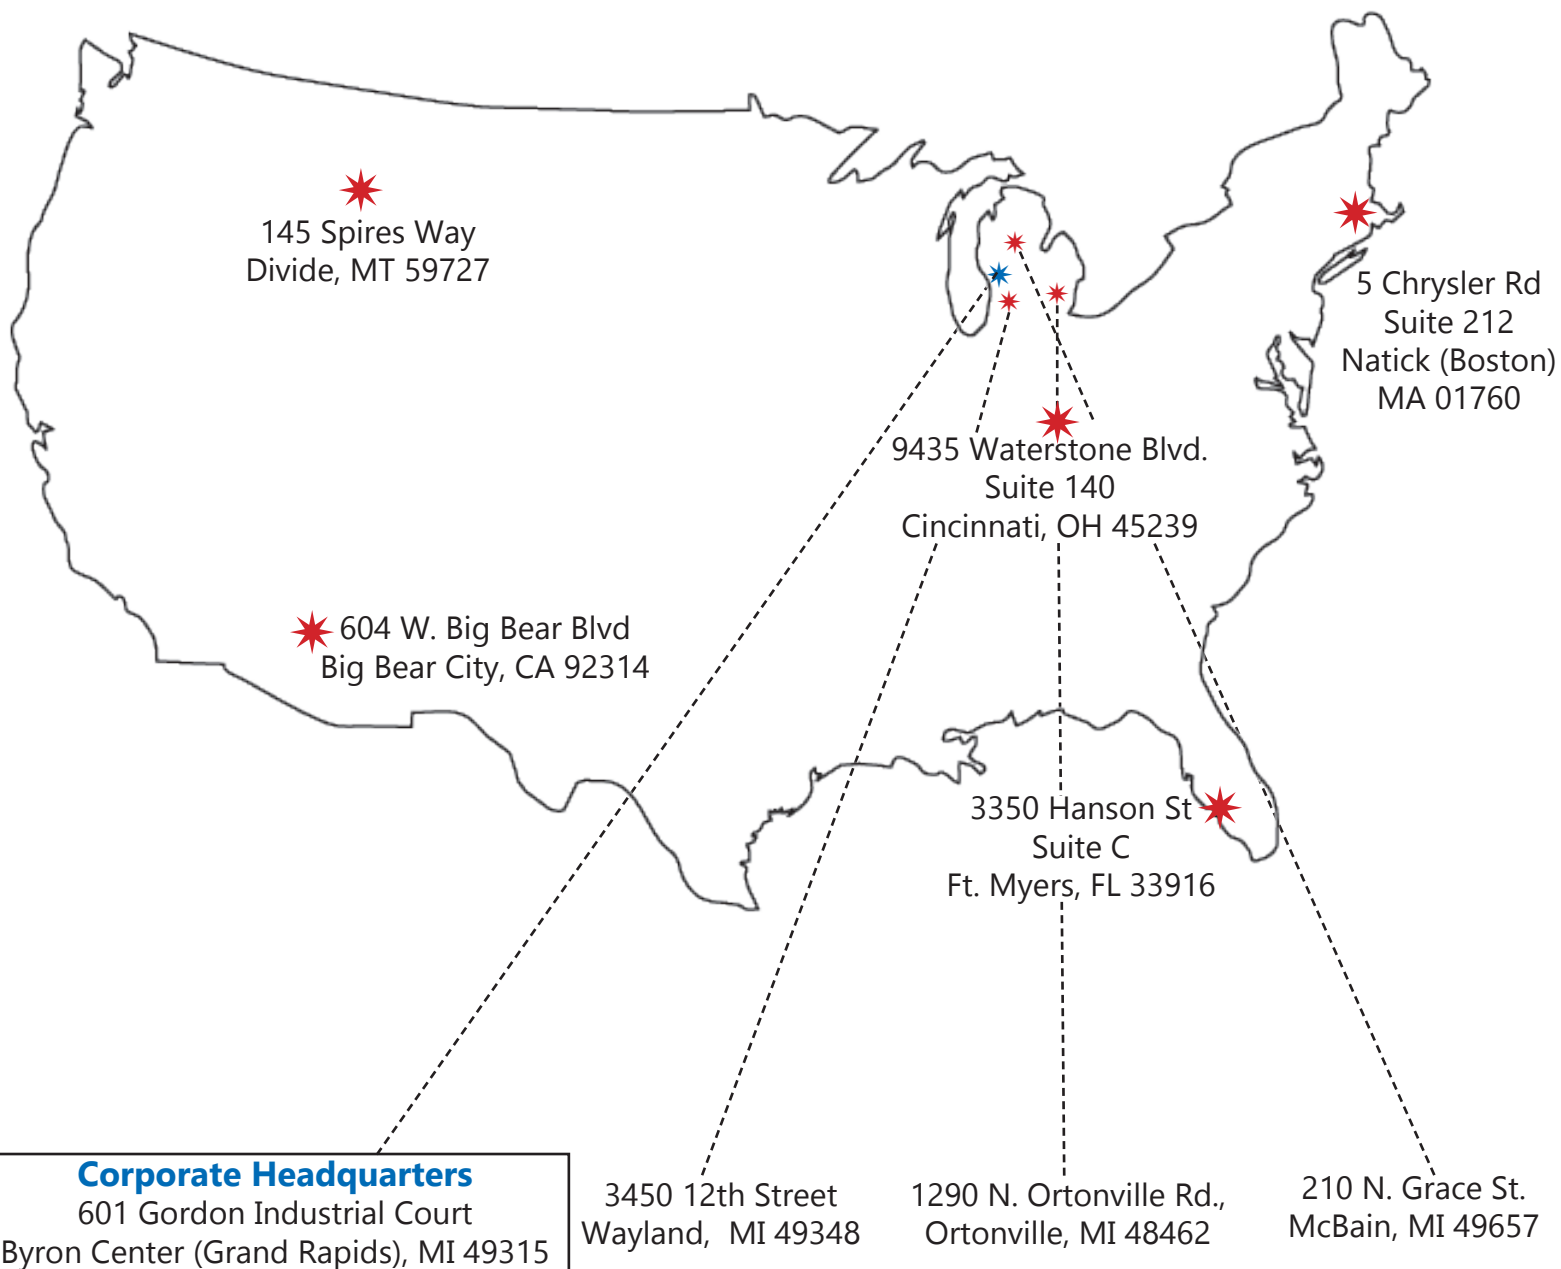 145 Spires Way
Divide, MT 59727
5 Chrysler Rd
Suite 212
Natick (Boston)
MA 01760
9435 Waterstone Blvd.
Suite 140
Cincinnati, OH 45239
604 W. Big Bear Blvd
Big Bear City, CA 92314
3350 Hanson St
Suite C
Ft. Myers, FL 33916
Corporate Headquarters
601 Gordon Industrial Court
Byron Center (Grand Rapids), MI 49315
3450 12th Street
Wayland, MI 49348
1290 N. Ortonville Rd.,
Ortonville, MI 48462
210 N. Grace St.
McBain, MI 49657